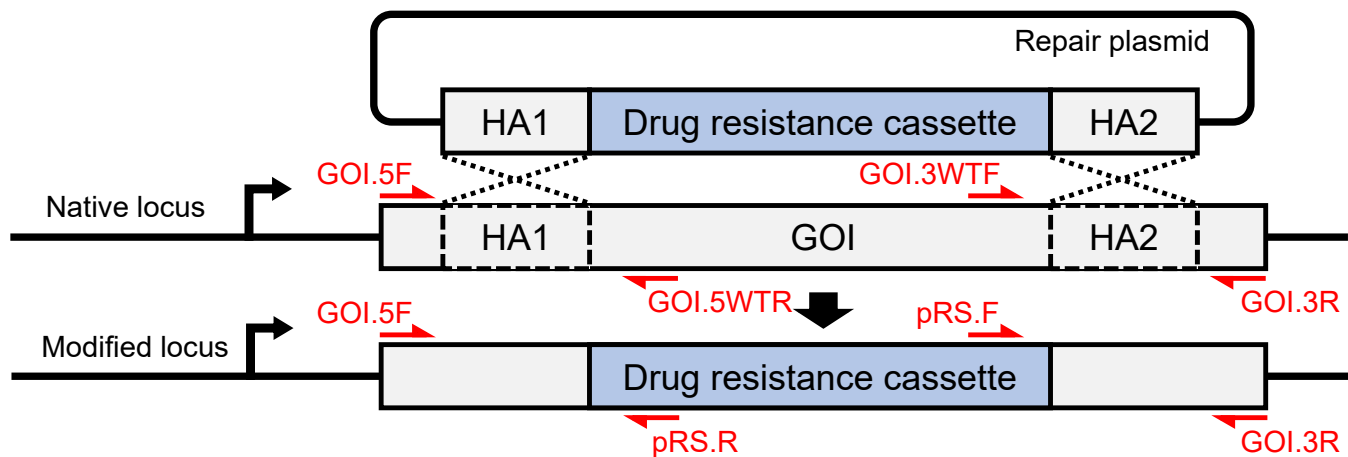 Repair plasmid
HA1
Drug resistance cassette
HA2
GOI.5F
GOI.3WTF
Native locus
HA1
GOI
HA2
GOI.5WTR
GOI.3R
GOI.5F
pRS.F
Modified locus
Drug resistance cassette
pRS.R
GOI.3R